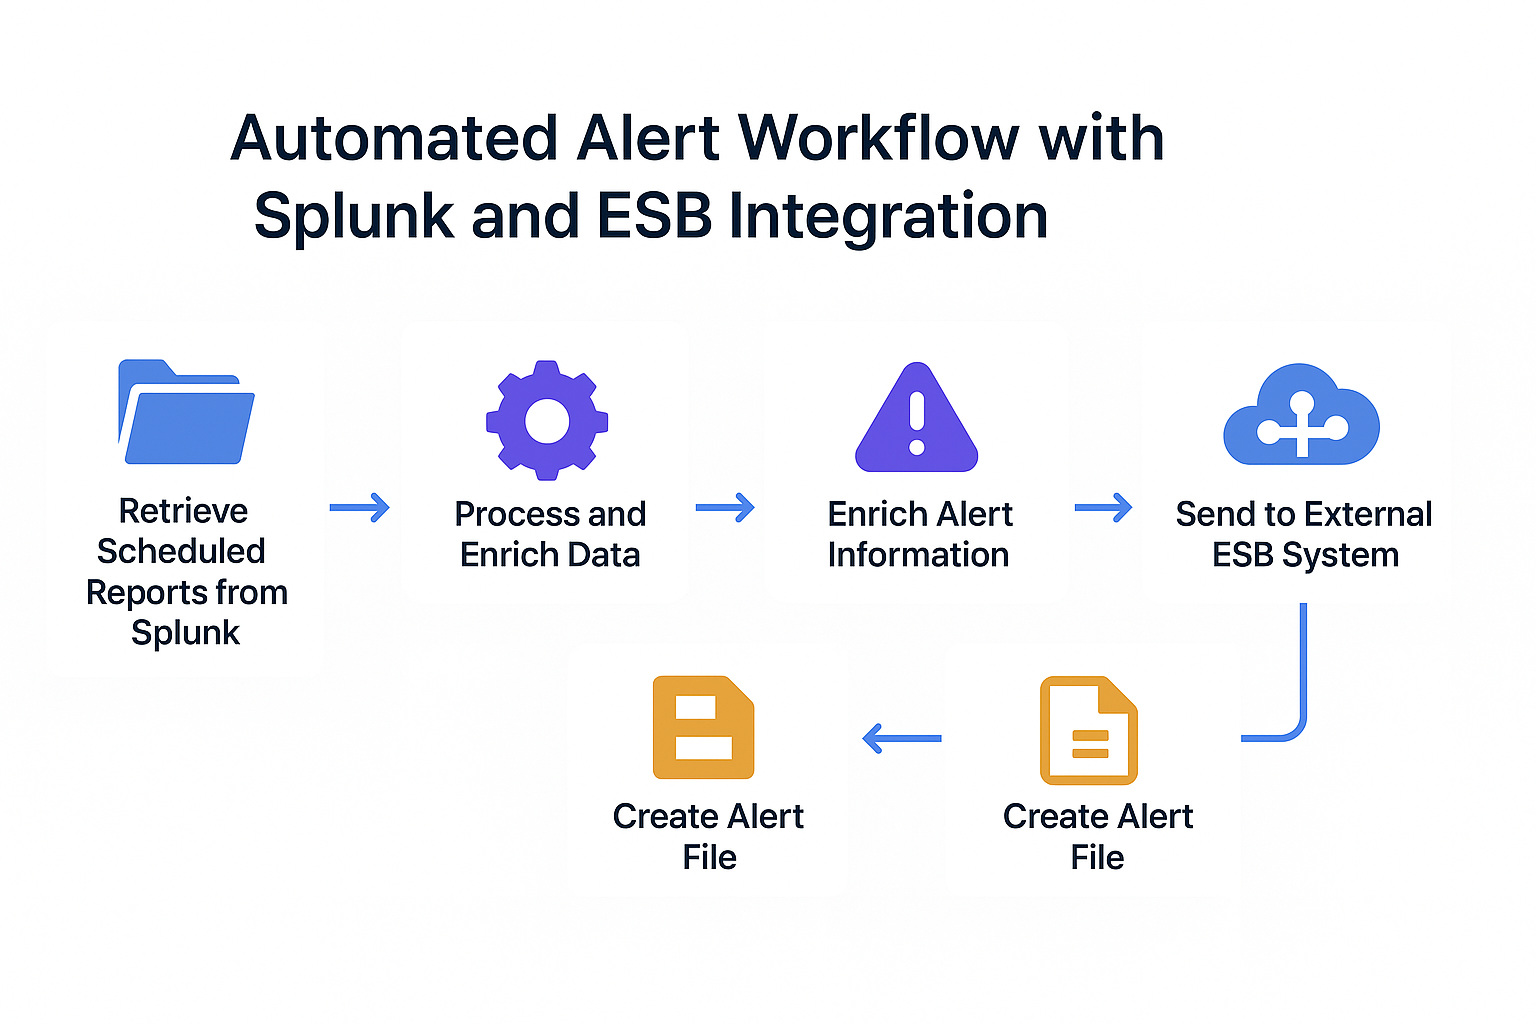 Automated Alert Workflow with
Splunk and ESB Integration
Retrieve
Scheduled
Reports from
Splunk
Process and
Enrich Data
Enrich Alert
Information
Send to External
ESB System
Create Alert
File
Create Alert
File